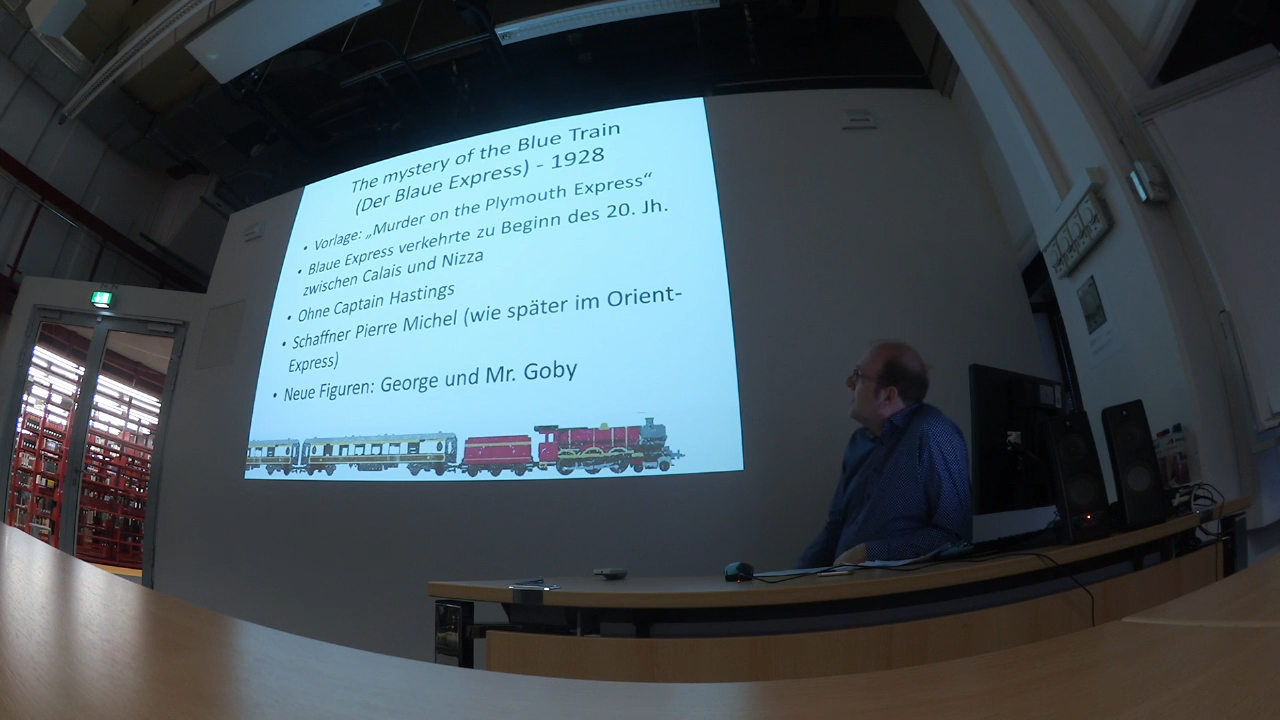 The mystery of the Blue Train
(Der Blaue Express) - 1928
• Vorlage: „Murder on the Plymouth Express“
• Blaue Express verkehrte zu Beginn des 20. Jh.
zwischen Calais und Nizza
• Ohne Captain Hastings
• Schaffner Pierre Michel (wie später im Orient-
Express)
• Neue Figuren: George und Mr. Goby